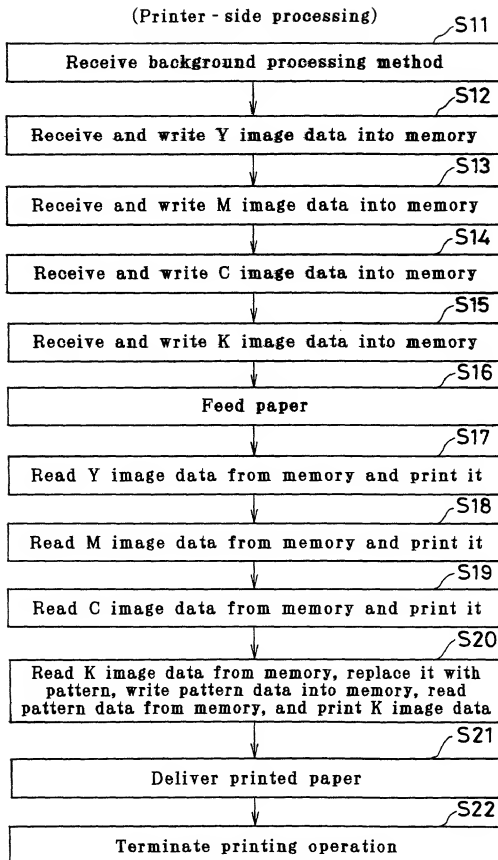 (Printer-side processing)
S11
Receive background processing method
S12
Receive and write Y image data into memory
S13
Receive and write M image data into memory
S14
Receive and write C image data into memory
S15
Receive and write K image data into memory
S16
Feed paper
S17
Read Y image data from memory and print it
S18
Read M image data from memory and print it
S19
Read C image data from memory and print it
S20
Read K image data from memory, replace it with
pattern, write pattern data into memory, read
pattern data from memory, and print K image data
S21
Deliver printed paper
S22
Terminate printing operation